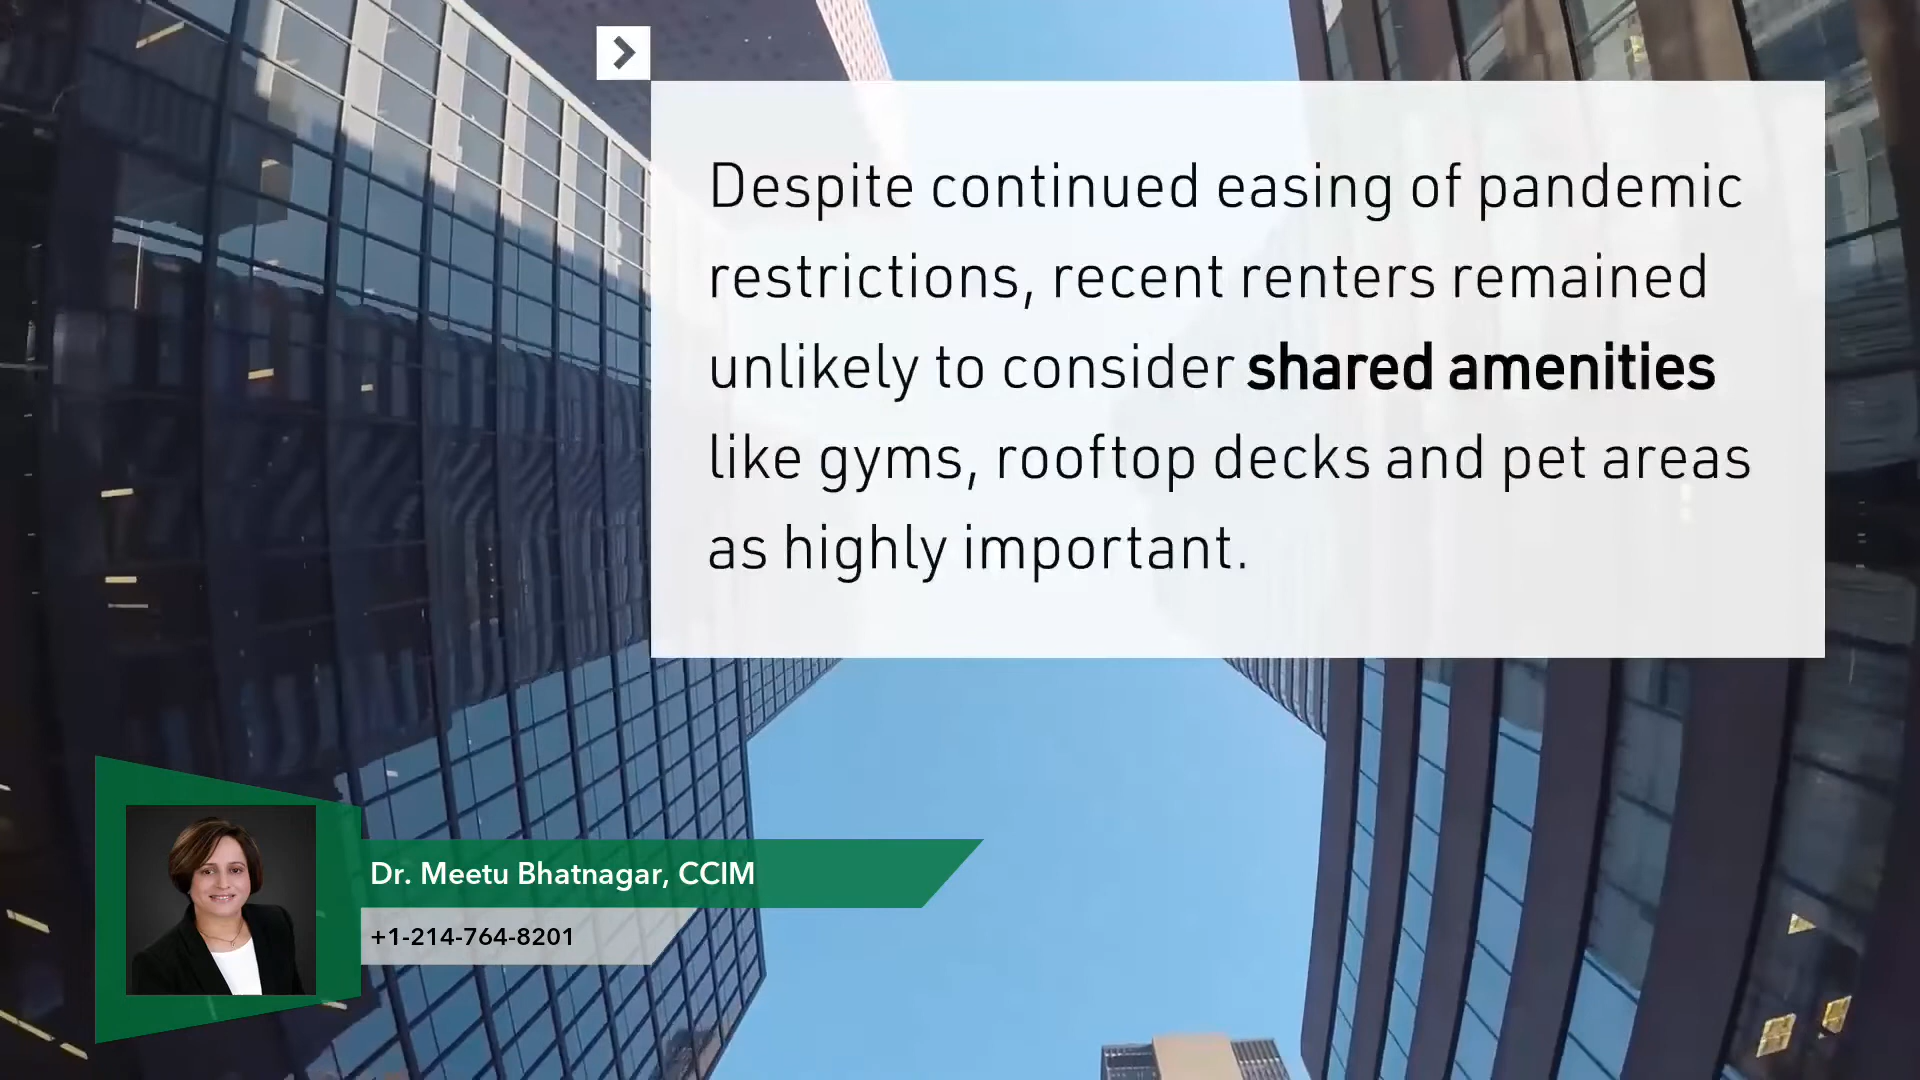 Despite continued easing of pandemic
restrictions, recent renters remained
unlikely to consider shared amenities
like gyms, rooftop decks and pet areas
as highly important.
Dr. Meetu Bhatnagar, CCIM
+1-214-764-8201